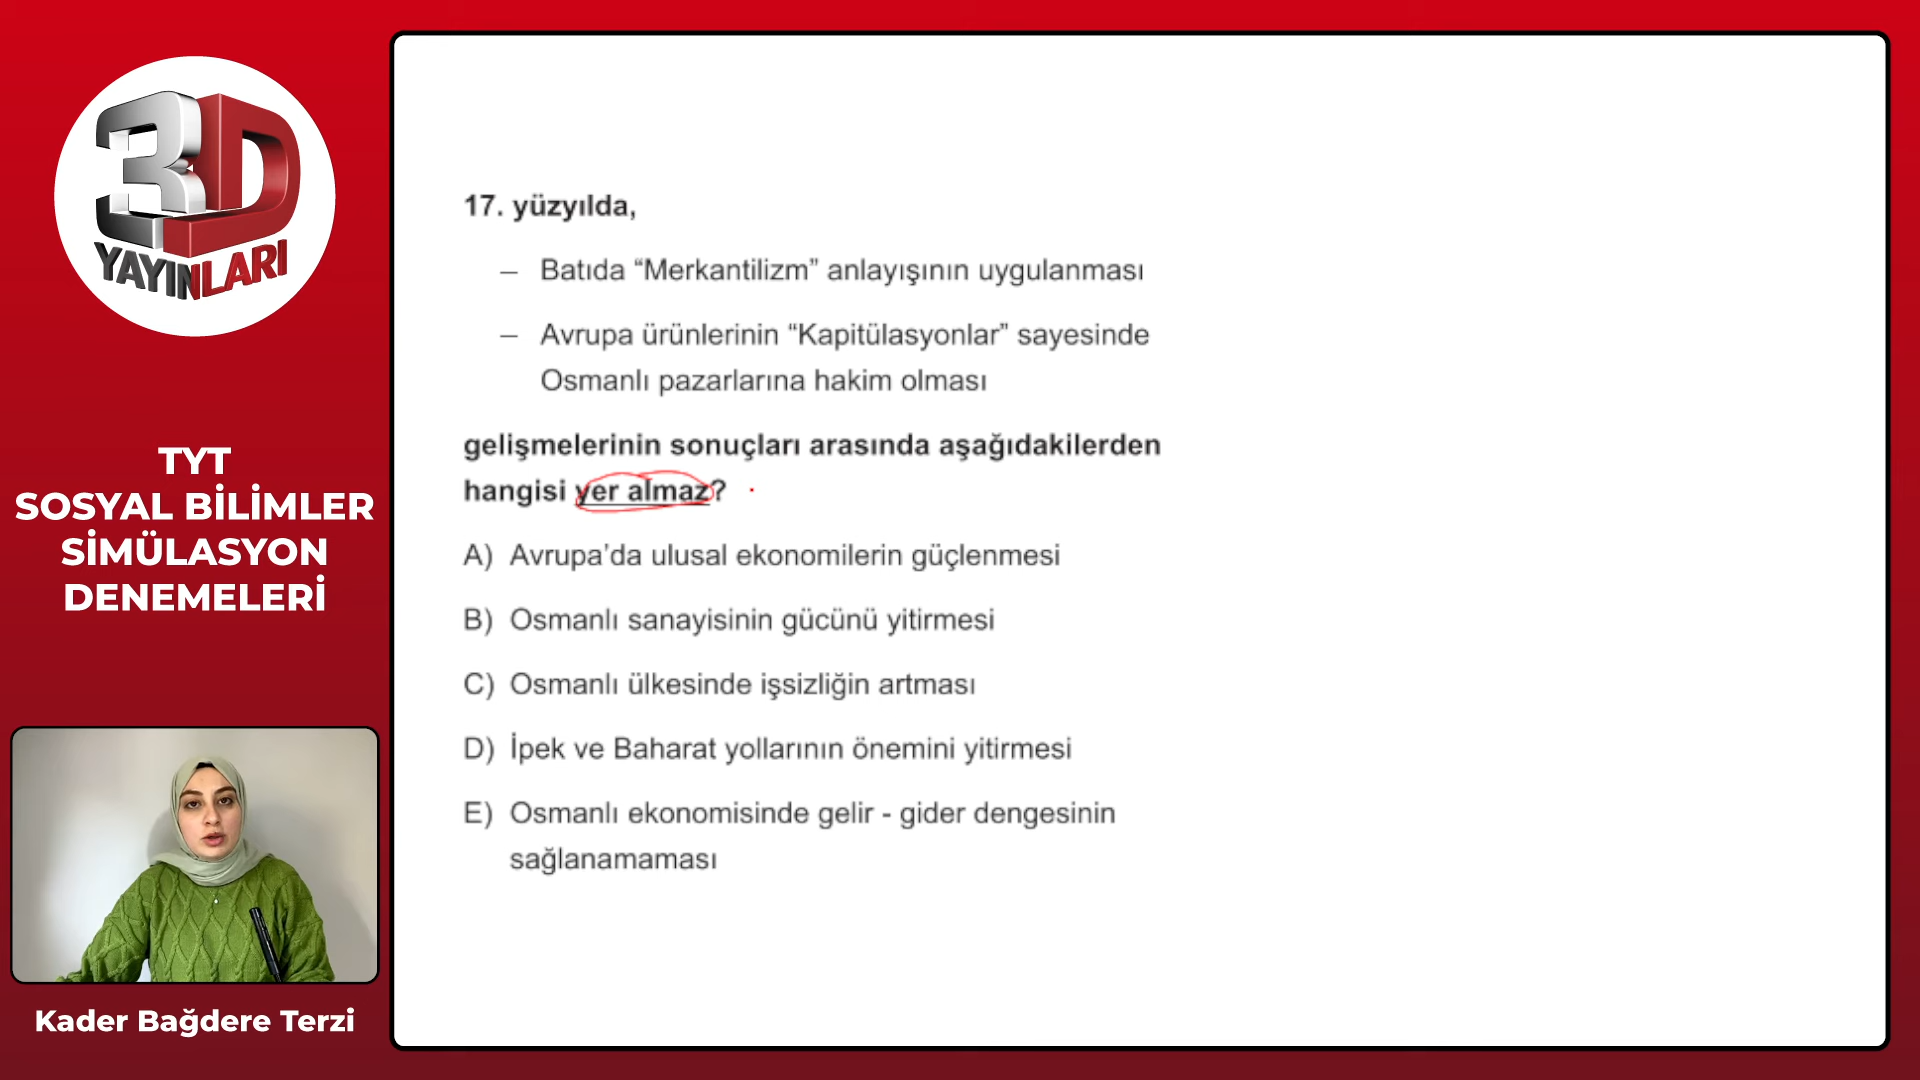 3D
YAYINLARI
TYT
SOSYAL BİLİMLER
SİMÜLASYON
DENEMELERİ
Kader Bağdere Terzi
17. yüzyılda,
– Batıda “Merkantilizm” anlayışının uygulanması
– Avrupa ürünlerinin “Kapitülasyonlar” sayesinde
Osmanlı pazarlarına hakim olması
gelişmelerinin sonuçları arasında aşağıdakilerden
hangisi yer almaz?
A) Avrupa’da ulusal ekonomilerin güçlenmesi
B) Osmanlı sanayisinin gücünü yitirmesi
C) Osmanlı ülkesinde işsizliğin artması
D) İpek ve Baharat yollarının önemini yitirmesi
E) Osmanlı ekonomisinde gelir - gider dengesinin
sağlanamaması